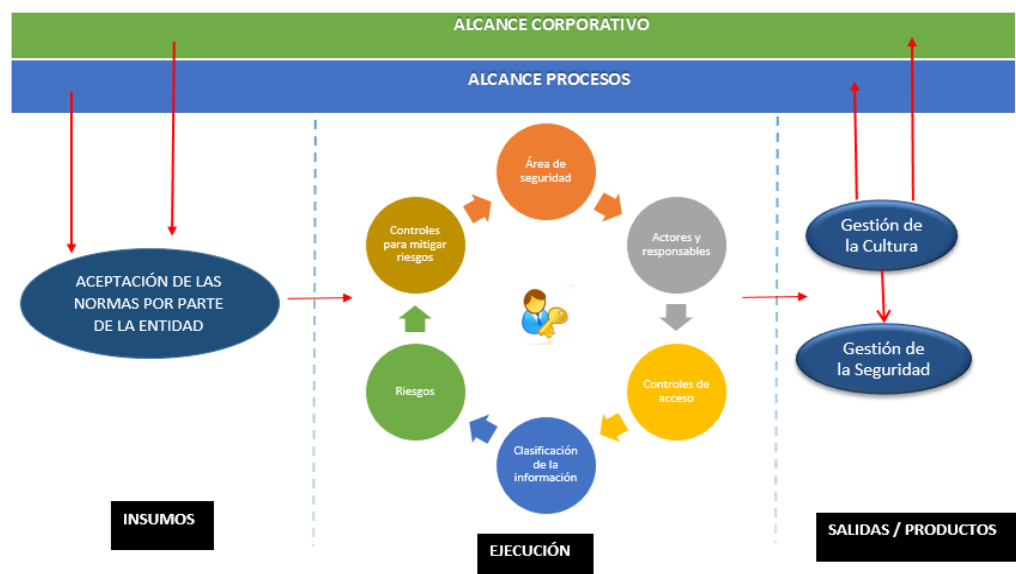 ALCANCE CORPORATIVO
ALCANCE PROCESOS
ACEPTACIÓN DE LAS
NORMAS POR PARTE
DE LA ENTIDAD
Área de
seguridad
Actores y
responsables
Controles de
acceso
Clasificación
de la
información
Riesgos
Controles
para mitigar
riesgos
Gestión de
la Cultura
Gestión de
la Seguridad
INSUMOS
EJECUCIÓN
SALIDAS / PRODUCTOS